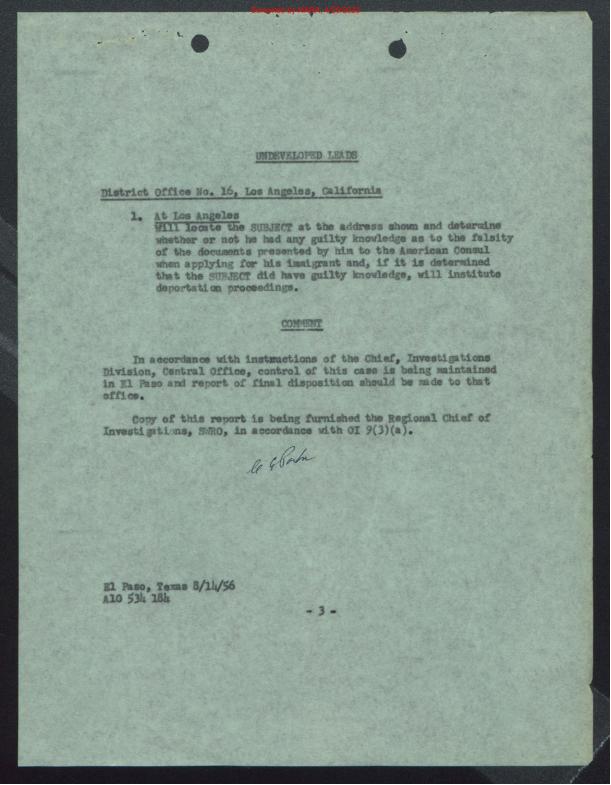 UNDEVELOPED LEADS
District Office No. 16, Los Angeles, California
1. At Los Angeles
Will locate the SUBJECT at the address shown and determine
whether or not he had any guilty knowledge as to the falsity
of the documents presented by him to the American Consul
when applying for his immigrant and, if it is determined
that the SUBJECT did have guilty knowledge, will institute
deportation proceedings.
COMMENT
In accordance with instructions of the Chief, Investigations
Division, Central Office, control of this case is being maintained
in El Paso and report of final disposition should be made to that
office.
Copy of this report is being furnished the Regional Chief of
Investigations, SWRO, in accordance with OI 9(3)(a).
El Paso, Texas 8/14/56
A10 534 184
- 3 -